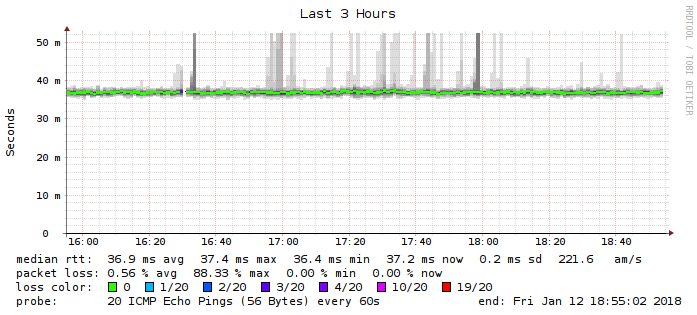 Last 3 Hours
RRDTOOL / TOBI OETIKER
Seconds
50 m
40 m
30 m
20 m
10 m
0
16:00 16:20 16:40 17:00 17:20 17:40 18:00 18:20 18:40
median rtt: 36.9 ms avg 37.4 ms max 36.4 ms min 37.2 ms now 0.2 ms sd 221.6 am/s
packet loss: 0.56 % avg 88.33 % max 0.00 % min 0.00 % now
loss color: 0 1/20 2/20 3/20 4/20 10/20 19/20
probe: 20 ICMP Echo Pings (56 Bytes) every 60s end: Fri Jan 12 18:55:02 2018